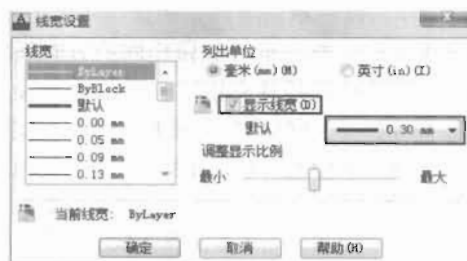 线宽设置
线宽
ByLayer
ByBlock
默认
0.00 mm
0.05 mm
0.09 mm
0.13 mm
列出单位
毫米(mm)(M)
英寸(in)(I)
显示线宽(D)
默认
0.30 mm
调整显示比例
最小
最大
当前线宽: ByLayer
确定
取消
帮助(H)